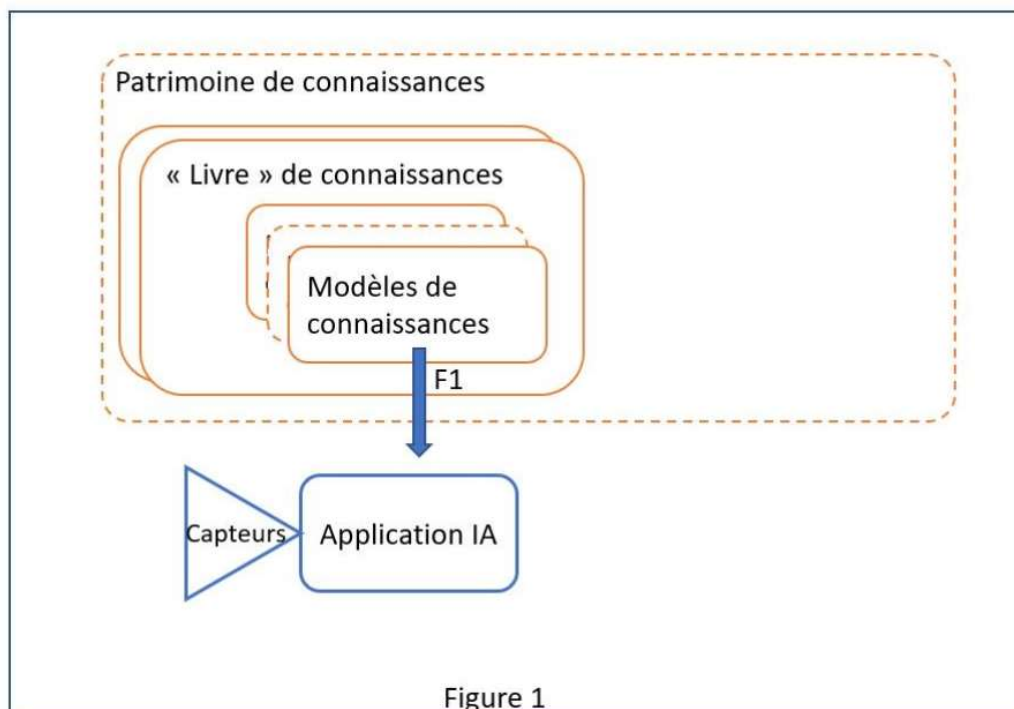 Patrimoine de connaissances
« Livre » de connaissances
Modèles de
connaissances
F1
Capteurs
Application IA
Figure 1